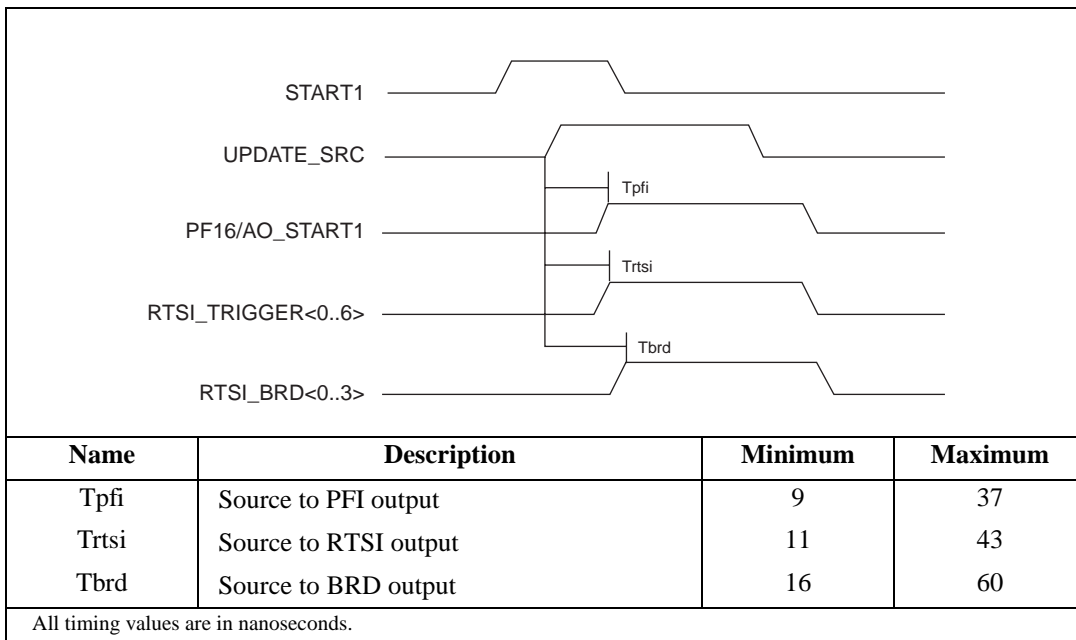 START1
UPDATE_SRC
Tpfi
PF16/AO_START1
Trtsi
RTSI_TRIGGER<0..6>
Tbrd
RTSI_BRD<0..3>
Name Description Minimum Maximum
Tpfi Source to PFI output 9 37
Trtsi Source to RTSI output 11 43
Tbrd Source to BRD output 16 60
All timing values are in nanoseconds.